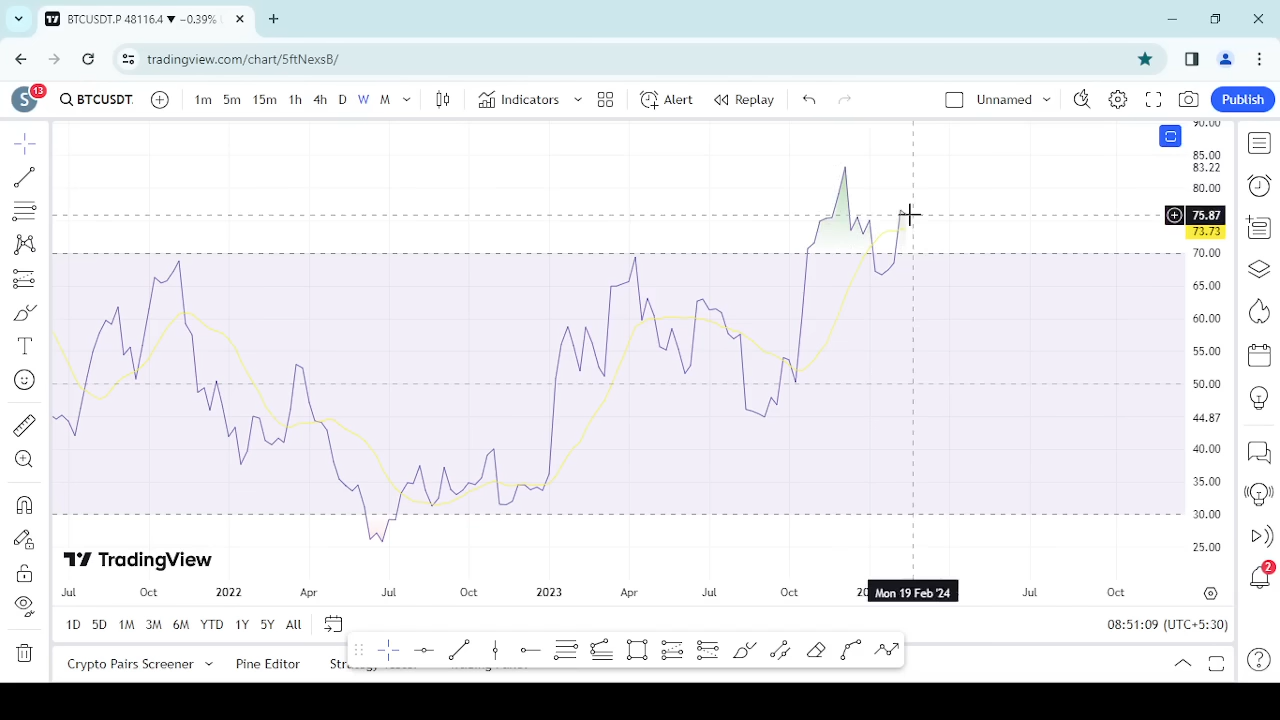 BTCUSDT.P 48116.4 ▼ −0.39%
tradingview.com/chart/5ftNexsB/
S 13 BTCUSDT. 1m 5m 15m 1h 4h D W M Indicators Alert Replay Unnamed Publish
90.00
85.00
83.22
80.00
75.87
73.73
70.00
65.00
60.00
55.00
50.00
44.87
40.00
35.00
30.00
25.00
TradingView
Jul Oct 2022 Apr Jul Oct 2023 Apr Jul Oct Mon 19 Feb '24 Jul Oct
1D 5D 1M 3M 6M YTD 1Y 5Y All 08:51:09 (UTC+5:30)
2
Crypto Pairs Screener Pine Editor